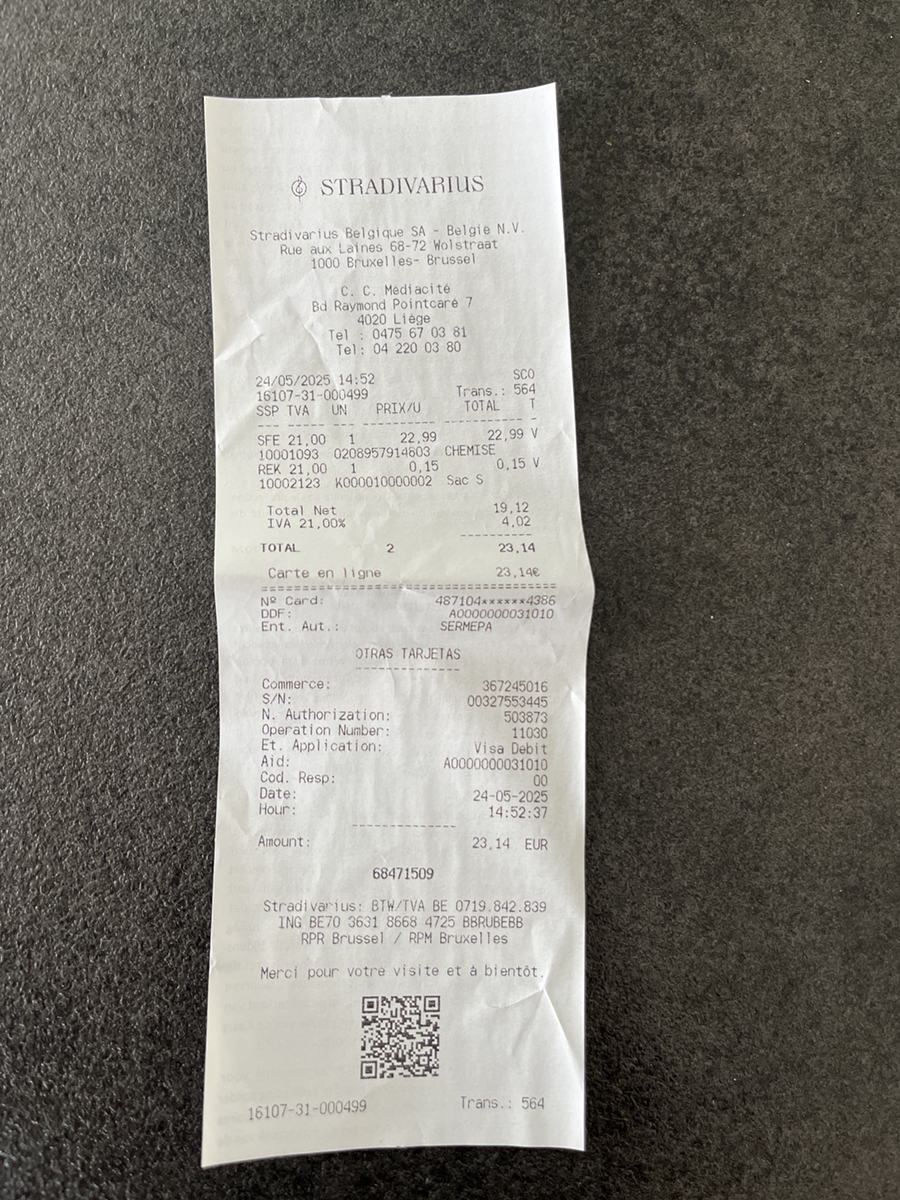 STRADIVARIUS
Stradivarius Belgique SA - Belgie N.V.
Rue aux Laines 68-72 Wolstraat
1000 Bruxelles- Brussel
C. C. Médiacité
Bd Raymond Pointcaré 7
4020 Liège
Tel : 0475 67 03 81
Tel: 04 220 03 80
24/05/2025 14:52 SCO
16107-31-000499 Trans.: 564
SSP TVA UN PRIX/U TOTAL T
--- ----- --- ---------- ---------- -
SFE 21,00 1 22,99 22,99 V
10001093 0208957914603 CHEMISE
REK 21,00 1 0,15 0,15 V
10002123 K000010000002 Sac S
Total Net 19,12
IVA 21,00% 4,02
----------
TOTAL 2 23,14
Carte en ligne 23,14€
========================================
Nº Card: 487104******4386
DDF: A0000000031010
Ent. Aut.: SERMEPA
OTRAS TARJETAS
--------------
Commerce: 367245016
S/N: 00327553445
N. Authorization: 503873
Operation Number: 11030
Et. Application: Visa Debit
Aid: A0000000031010
Cod. Resp: 00
Date: 24-05-2025
Hour: 14:52:37
--------------
Amount: 23,14 EUR
68471509
Stradivarius: BTW/TVA BE 0719.842.839
ING BE70 3631 8668 4725 BBRUBEBB
RPR Brussel / RPM Bruxelles
Merci pour votre visite et à bientôt.
16107-31-000499 Trans.: 564